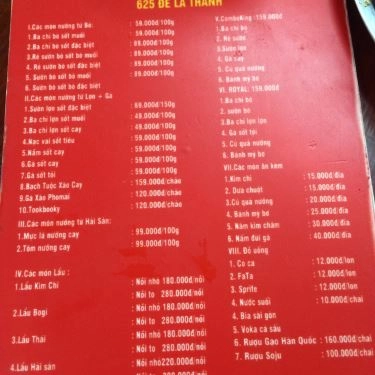 625 ĐÊ LA THÀNH
I.Các món nướng từ Bò: : 59.000đ/100g
1.Ba chỉ bò sốt muối : 89.000đ/100g
2.Ba chỉ bò sốt đặc biệt : 89.000đ/100g
3.Rẻ sườn bò sốt bò muối : 89.000đ/100g
4. Rẻ sườn bò sốt đặc biệt : 89.000đ/100g
5. Sườn bò sốt bò muối : 89.000đ/100g
6. Sườn bò sốt đặc biệt
II.Các món nướng từ Lợn + Gà
1.Sườn lợn sốt đặc biệt : 69.000đ/150g
2.Ba chỉ lợn sốt muối : 49.000đ/100g
3.Ba chỉ sốt cay : 49.000đ/100g
4.Nạc vai sốt tiêu : 59.000đ/100g
5.Nấm sốt cay : 59.000đ/100g
6.Gà sốt cay : 59.000đ/100g
7.Gà sốt tỏi : 59.000đ/100g
8.Bạch Tuộc Xào Cay : 159.000đ/chảo
9.Gà Xào Phomai : 120.000đ/chảo
10.Tookbooky : 120.000đ/chảo
III.Các món nướng từ Hải Sản:
1.Mực lá nướng cay : 99.000đ/100g
2.Tôm nướng cay : 99.000đ/100g
IV.Các món Lẩu :
1.Lẩu Kim Chi : Nồi nhỏ 180.000đ/nồi
: Nồi to 280.000đ/nồi
2.Lẩu Bogi : Nồi nhỏ 180.000đ/nồi
: Nồi to 280.000đ/nồi
3.Lẩu Thái : Nồi nhỏ 180.000đ/nồi
: Nồi to 280.000đ/nồi
4.Lẩu Hải sản : Nồi nhỏ 220.000đ/nồi
V.ComboKing :159.000đ
1.Ba chỉ bò
2. Rẻ sườn
3.Sườn lợn
4. Gà cay
5. Củ quả nướng
6. Bánh mỳ bơ
VI. ROYAL: 159.000đ
1.Ba chỉ bò
2. sườn bò
3.Ba chỉ lợn
4. Gà sốt tỏi
5. Củ quả nướng
6. Bánh mỳ bơ
VII.Các món ăn kèm
1.Kim chi : 15.000đ/đĩa
2. Dưa chuột : 15.000đ/đĩa
3.Củ quả nướng : 20.000đ/đĩa
4. Bánh mỳ bơ : 25.000đ/đĩa
5. Nấm kim châm : 30.000đ/đĩa
6. Nấm đùi gà : 40.000đ/đĩa
VIII. Đồ uống
1. Co ca : 12.000đ/lon
2. FaTa : 12.000đ/lon
3. Sprite : 12.000đ/lon
4. Nước suối : 10.000đ/chai
4. Bia sài gòn
5. Voka cá sấu
6. Rượu Gạo Hàn Quốc : 160.000đ/chai
7. Rượu Soju : 100.000đ/chai